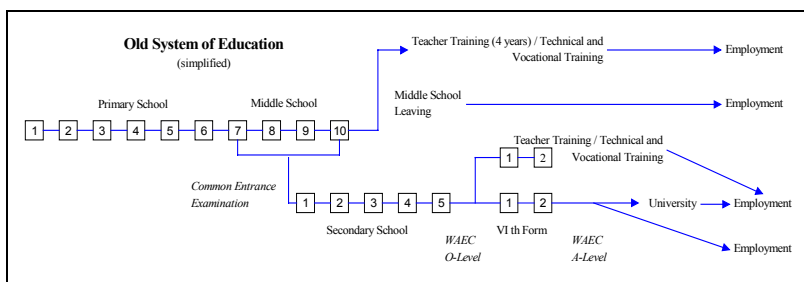 Old System of Education
(simplified)
Teacher Training (4 years) / Technical and
Vocational Training
Employment
Primary School
Middle School
Middle School
Leaving
Employment
1 2 3 4 5 6 7 8 9 10
Teacher Training / Technical and
Vocational Training
1 2
Common Entrance
Examination
1 2 3 4 5
1 2
University
Employment
Secondary School
WAEC
O-Level
VI th Form
WAEC
A-Level
Employment